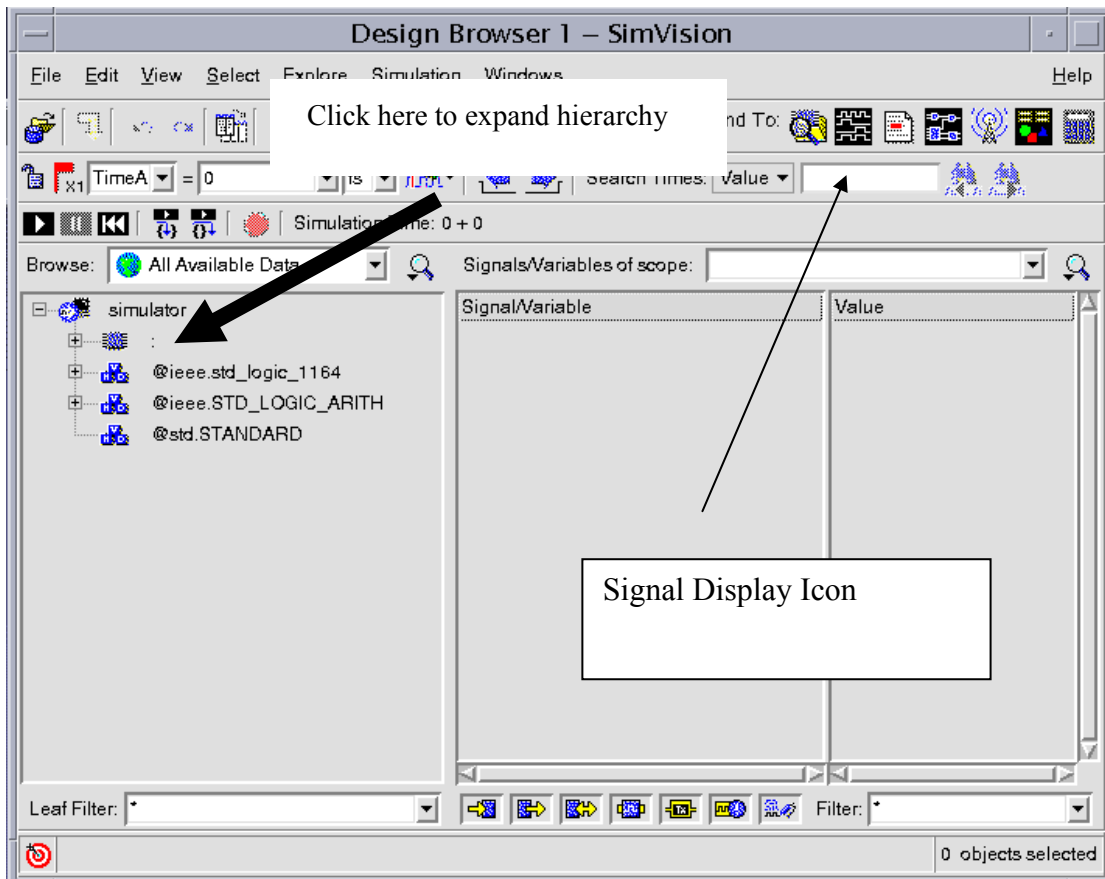 Design Browser 1 – SimVision
File Edit View Select Explore Simulation Windows Help
Click here to expand hierarchy
nd To:
X1 TimeA = 0 Search Times: Value
Simulation Time: 0 + 0
Browse: All Available Data Signals/Variables of scope:
simulator Signal/Variable Value
:
@ieee.std_logic_1164
@ieee.STD_LOGIC_ARITH
@std.STANDARD
Signal Display Icon
Leaf Filter: * Filter: *
0 objects selected